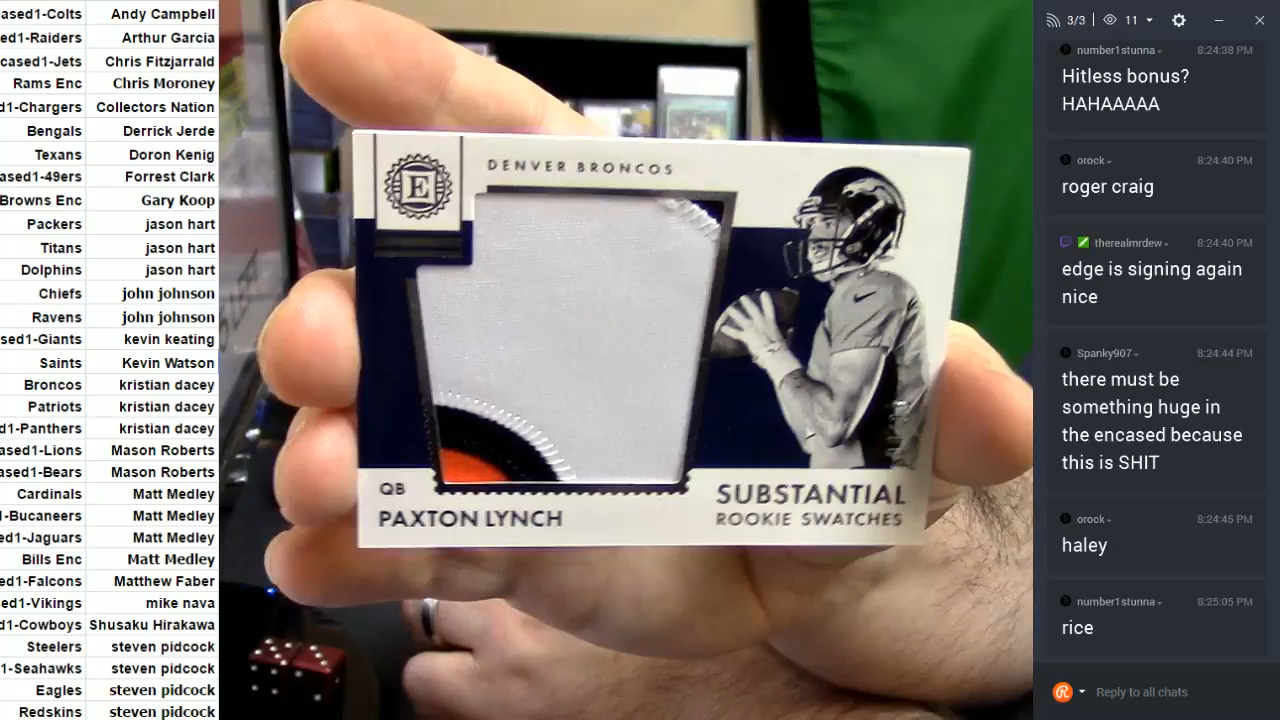 ased1-Colts Andy Campbell
ed1-Raiders Arthur Garcia
cased1-Jets Chris Fitzjarrald
Rams Enc Chris Moroney
d1-Chargers Collectors Nation
Bengals Derrick Jerde
Texans Doron Kenig
ased1-49ers Forrest Clark
Browns Enc Gary Koop
Packers jason hart
Titans jason hart
Dolphins jason hart
Chiefs john johnson
Ravens john johnson
sed1-Giants kevin keating
Saints Kevin Watson
Broncos kristian dacey
Patriots kristian dacey
d1-Panthers kristian dacey
ased1-Lions Mason Roberts
ased1-Bears Mason Roberts
Cardinals Matt Medley
1-Bucaneers Matt Medley
d1-Jaguars Matt Medley
Bills Enc Matt Medley
ed1-Falcons Matthew Faber
ed1-Vikings mike nava
d1-Cowboys Shusaku Hirakawa
Steelers steven pidcock
1-Seahawks steven pidcock
Eagles steven pidcock
Redskins steven pidcock
E
DENVER BRONCOS
QB
PAXTON LYNCH
SUBSTANTIAL
ROOKIE SWATCHES
3/3 11
number1stunna 8:24:38 PM
Hitless bonus?
HAHAAAAA
orock 8:24:40 PM
roger craig
therealmrdew 8:24:40 PM
edge is signing again
nice
Spanky907 8:24:44 PM
there must be
something huge in
the encased because
this is SHIT
orock 8:24:45 PM
haley
number1stunna 8:25:05 PM
rice
Reply to all chats